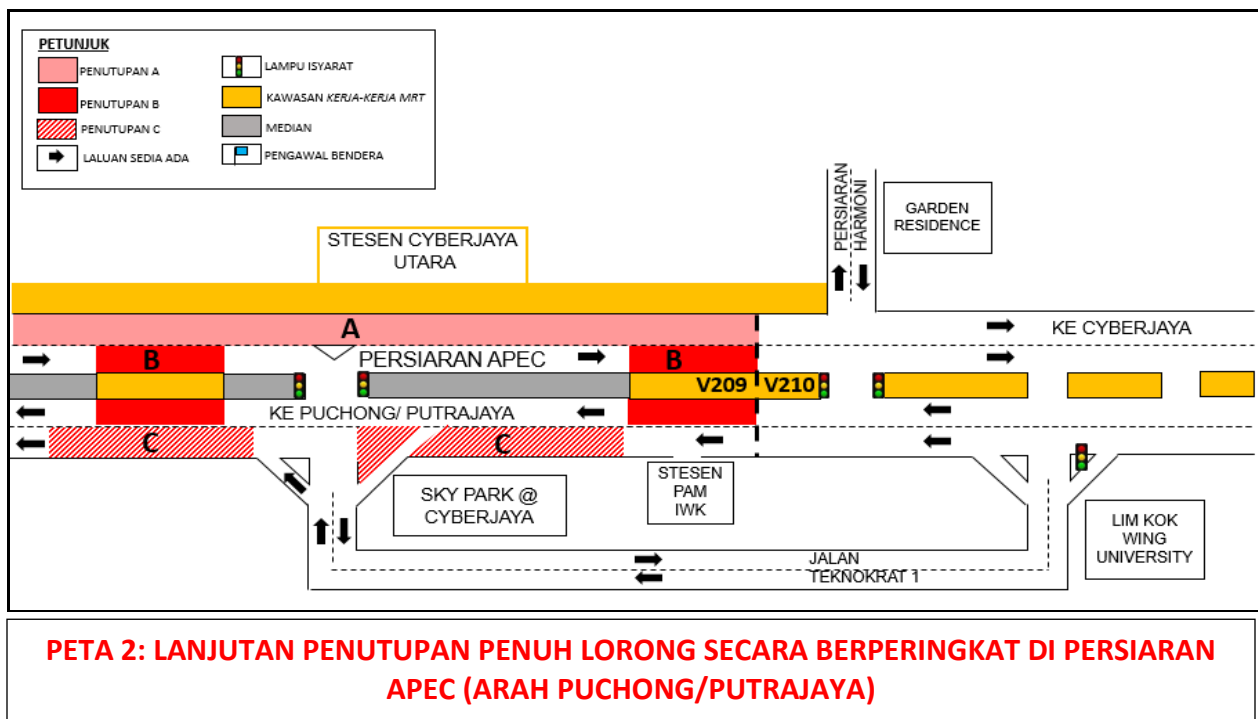 PETUNJUK
PENUTUPAN A
PENUTUPAN B
PENUTUPAN C
LALUAN SEDIA ADA
LAMPU ISYARAT
KAWASAN KERJA-KERJA MRT
MEDIAN
PENGAWAL BENDERA
STESEN CYBERJAYA
UTARA
PERSIARAN
HARMONI
GARDEN
RESIDENCE
A
KE CYBERJAYA
B
PERSIARAN APEC
B
V209
V210
KE PUCHONG/ PUTRAJAYA
C
C
SKY PARK @
CYBERJAYA
STESEN
PAM
IWK
LIM KOK
WING
UNIVERSITY
JALAN
TEKNOKRAT 1
PETA 2: LANJUTAN PENUTUPAN PENUH LORONG SECARA BERPERINGKAT DI PERSIARAN
APEC (ARAH PUCHONG/PUTRAJAYA)